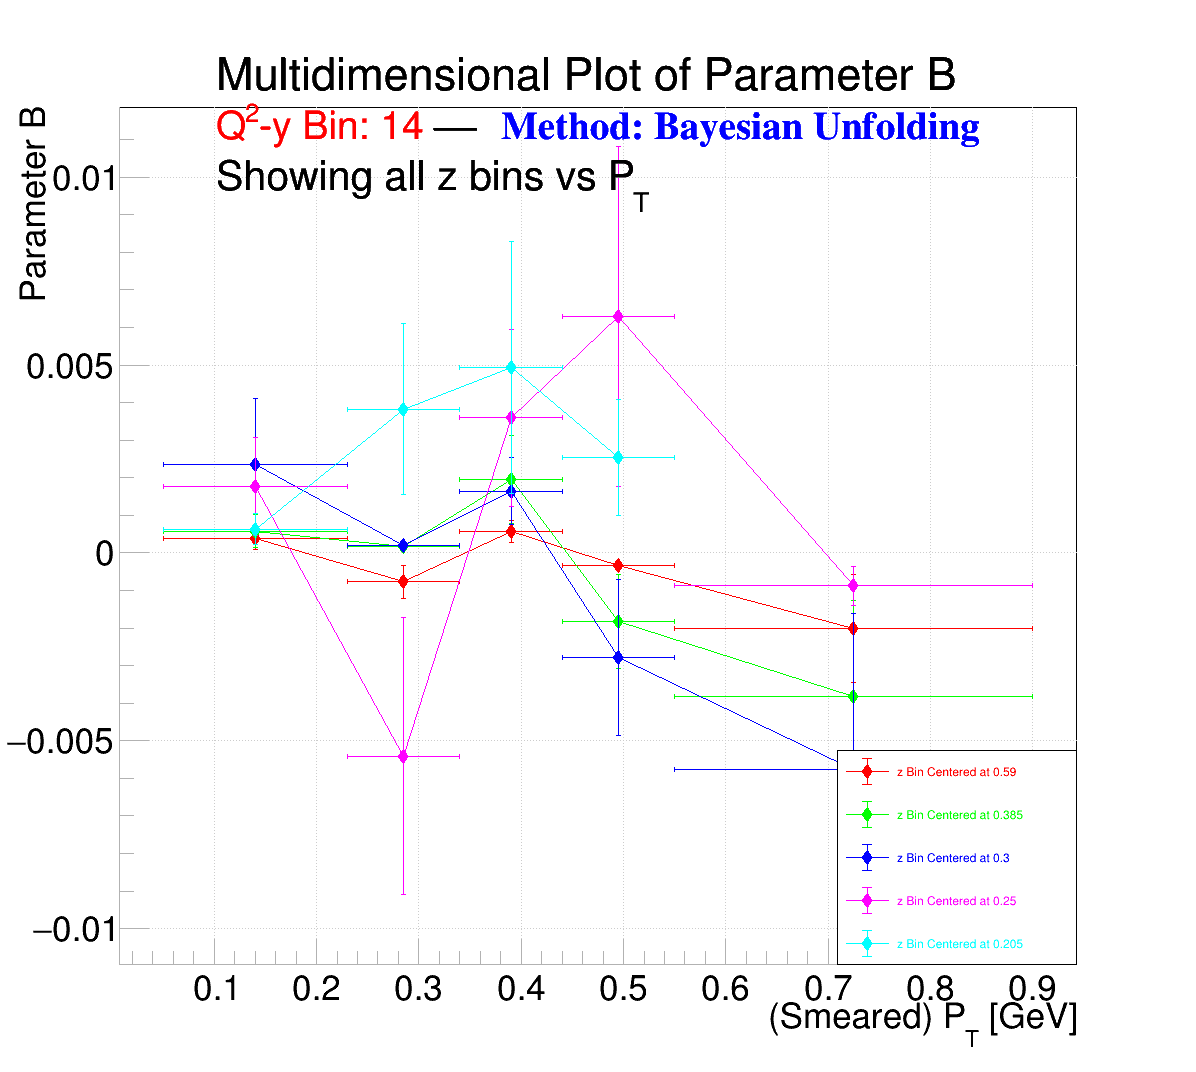 Multidimensional Plot of Parameter B
Q²-y Bin: 14 — Method: Bayesian Unfolding
Showing all z bins vs P_T
Parameter B
0.01
0.005
0
−0.005
−0.01
z Bin Centered at 0.59
z Bin Centered at 0.385
z Bin Centered at 0.3
z Bin Centered at 0.25
z Bin Centered at 0.205
0.1 0.2 0.3 0.4 0.5 0.6 0.7 0.8 0.9
(Smeared) P_T [GeV]